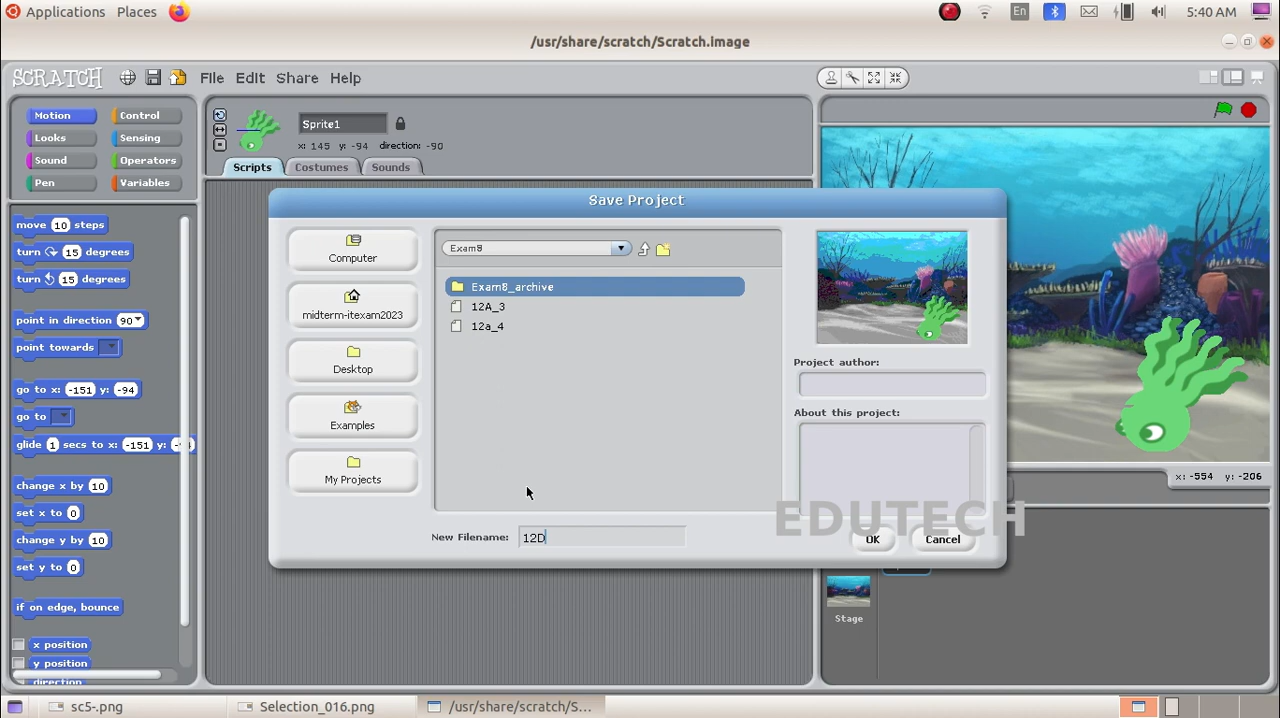 Applications Places En 5:40 AM
/usr/share/scratch/Scratch.image
SCRATCH File Edit Share Help
Motion Control
Looks Sensing
Sound Operators
Pen Variables
Sprite1
x: 145 y: -94 direction: -90
Scripts Costumes Sounds
move 10 steps
turn 15 degrees
turn 15 degrees
point in direction 90
point towards
go to x: -151 y: -94
go to
glide 1 secs to x: -151 y:
change x by 10
set x to 0
change y by 10
set y to 0
if on edge, bounce
x position
y position
direction
Save Project
Computer
midterm-itexam2023
Desktop
Examples
My Projects
Exam8
Exam8_archive
12A_3
12a_4
New Filename: 12D
Project author:
About this project:
OK Cancel
EDUTECH
x: -554 y: -206
Stage
sc5-.png Selection_016.png /usr/share/scratch/S...